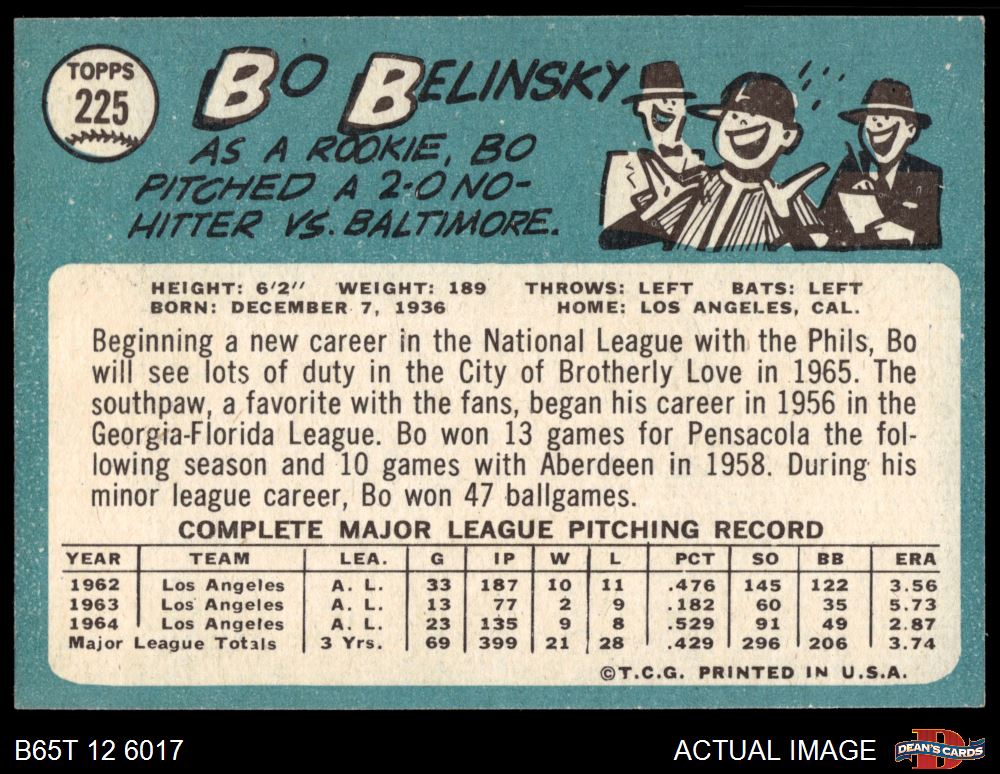 TOPPS
225
BO BELINSKY
AS A ROOKIE, BO
PITCHED A 2-0 NO-
HITTER VS. BALTIMORE.
HEIGHT: 6'2" WEIGHT: 189 THROWS: LEFT BATS: LEFT
BORN: DECEMBER 7, 1936 HOME: LOS ANGELES, CAL.
Beginning a new career in the National League with the Phils, Bo
will see lots of duty in the City of Brotherly Love in 1965. The
southpaw, a favorite with the fans, began his career in 1956 in the
Georgia-Florida League. Bo won 13 games for Pensacola the fol-
lowing season and 10 games with Aberdeen in 1958. During his
minor league career, Bo won 47 ballgames.
COMPLETE MAJOR LEAGUE PITCHING RECORD
YEAR TEAM LEA. G IP W L PCT SO BB ERA
1962 Los Angeles A. L. 33 187 10 11 .476 145 122 3.56
1963 Los Angeles A. L. 13 77 2 9 .182 60 35 5.73
1964 Los Angeles A. L. 23 135 9 8 .529 91 49 2.87
Major League Totals 3 Yrs. 69 399 21 28 .429 296 206 3.74
©T.C.G. PRINTED IN U.S.A.
B65T 12 6017 ACTUAL IMAGE DEAN'S CARDS